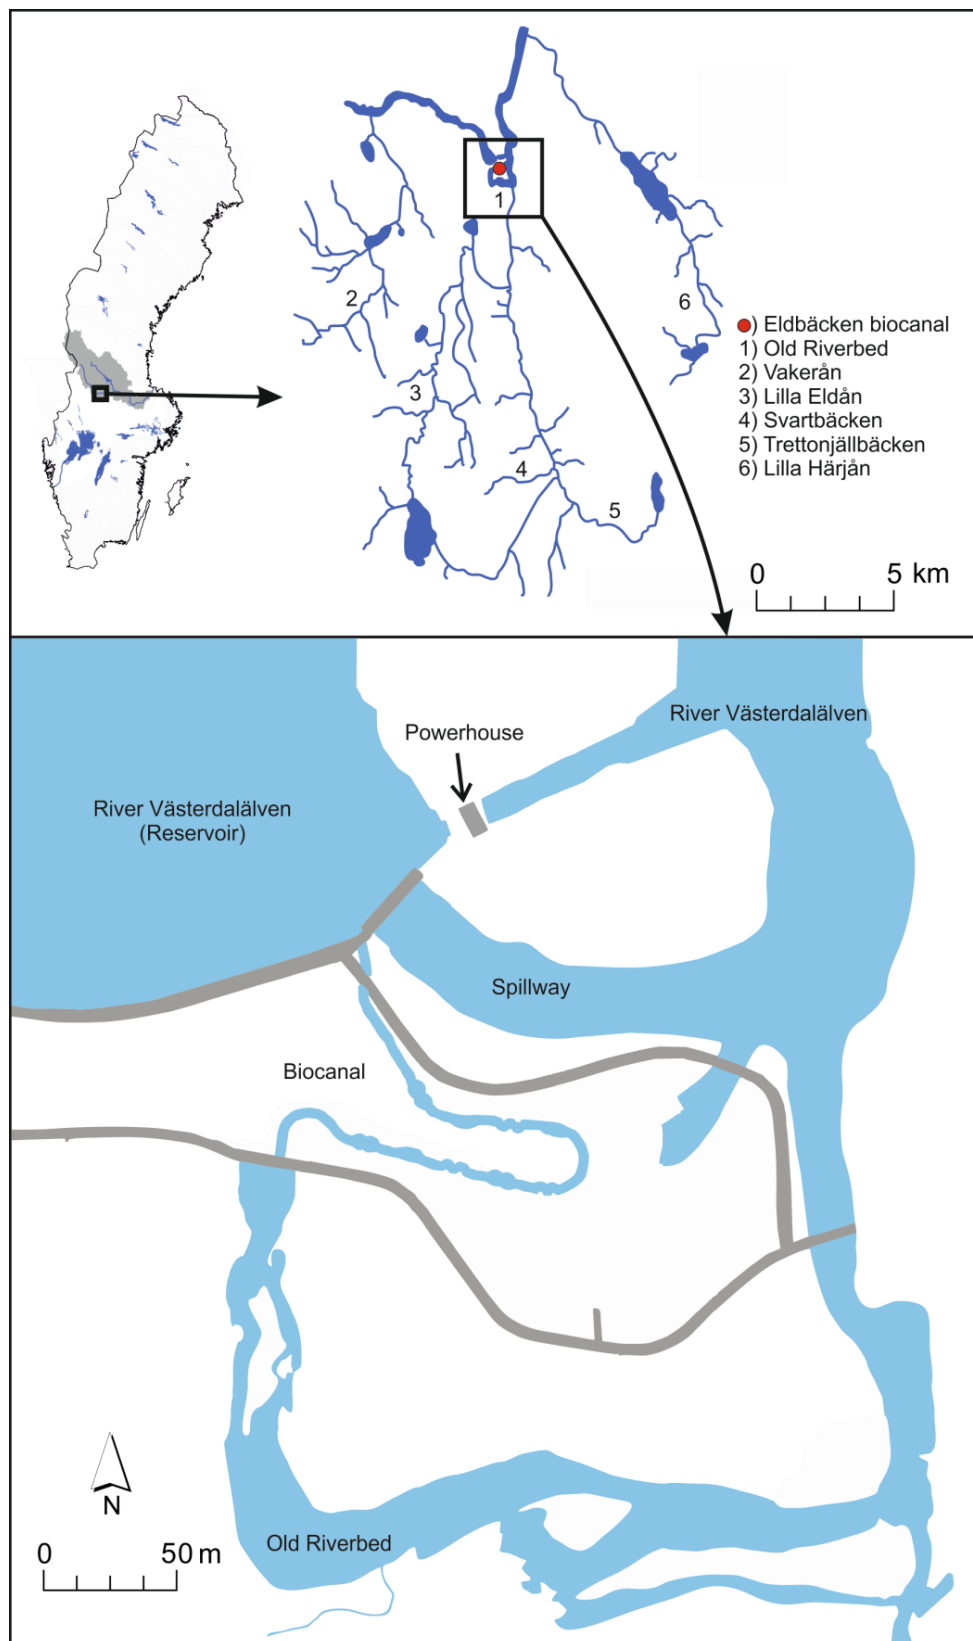 1
2
3
4
5
6
) Eldbäcken biocanal
1) Old Riverbed
2) Vakerån
3) Lilla Eldån
4) Svartbäcken
5) Trettonjällbäcken
6) Lilla Härjån
0 5 km
River Västerdalälven
Powerhouse
River Västerdalälven
(Reservoir)
Spillway
Biocanal
N
0 50 m
Old Riverbed